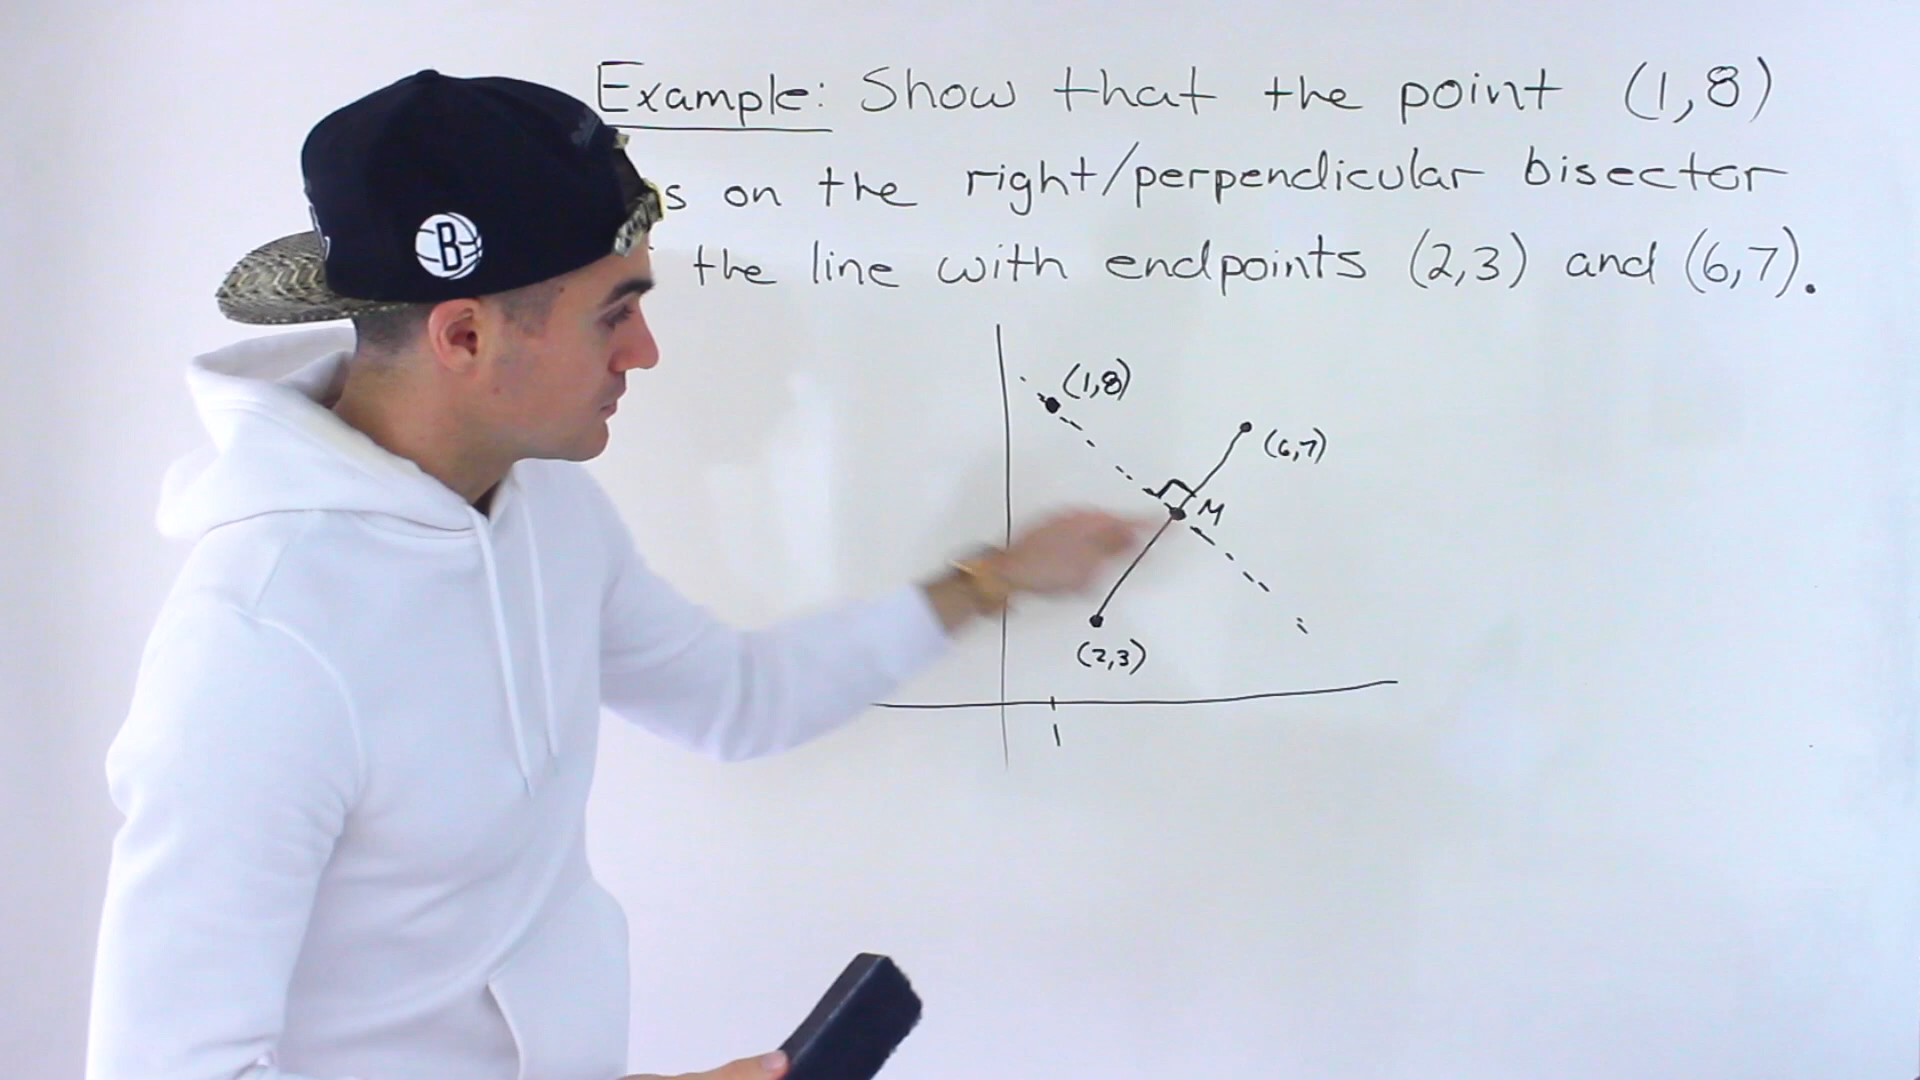 Example: Show that the point (1,8)
s on the right/perpendicular bisector
the line with endpoints (2,3) and (6,7).
B
(1,8)
(6,7)
M
(2,3)
1